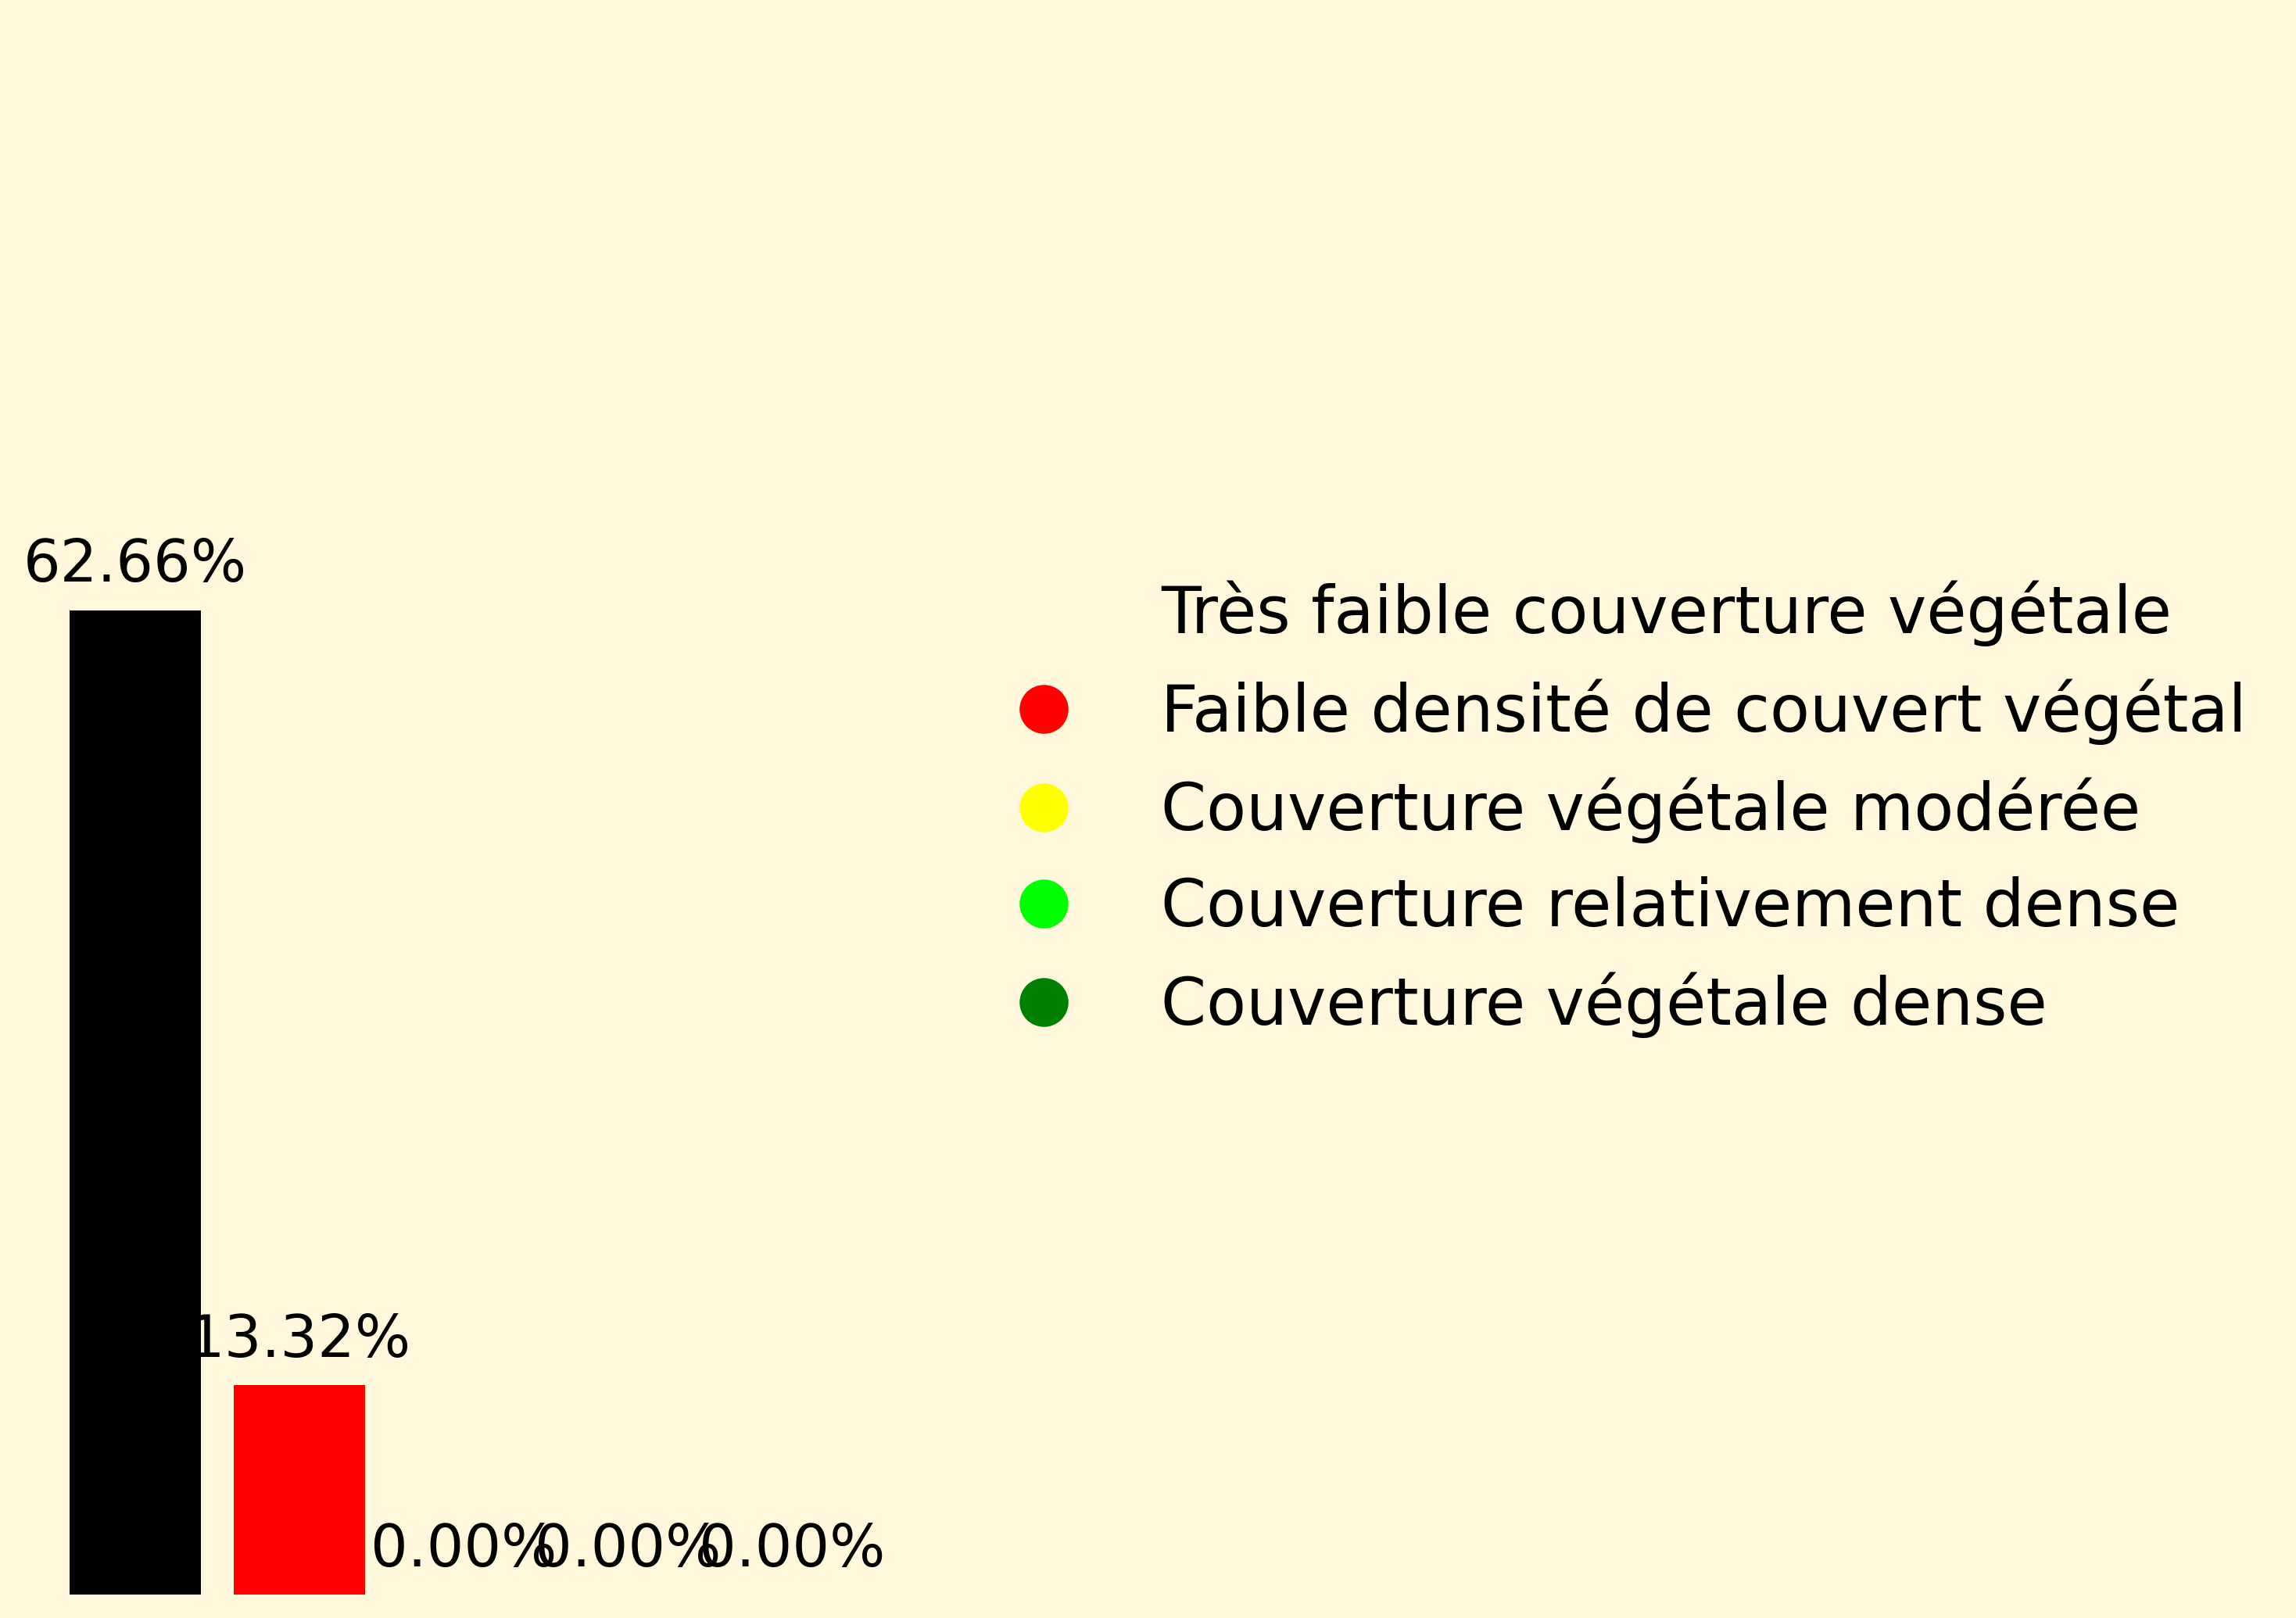 62.66%
Très faible couverture végétale
Faible densité de couvert végétal
Couverture végétale modérée
Couverture relativement dense
Couverture végétale dense
13.32%
0.00%
0.00%
0.00%